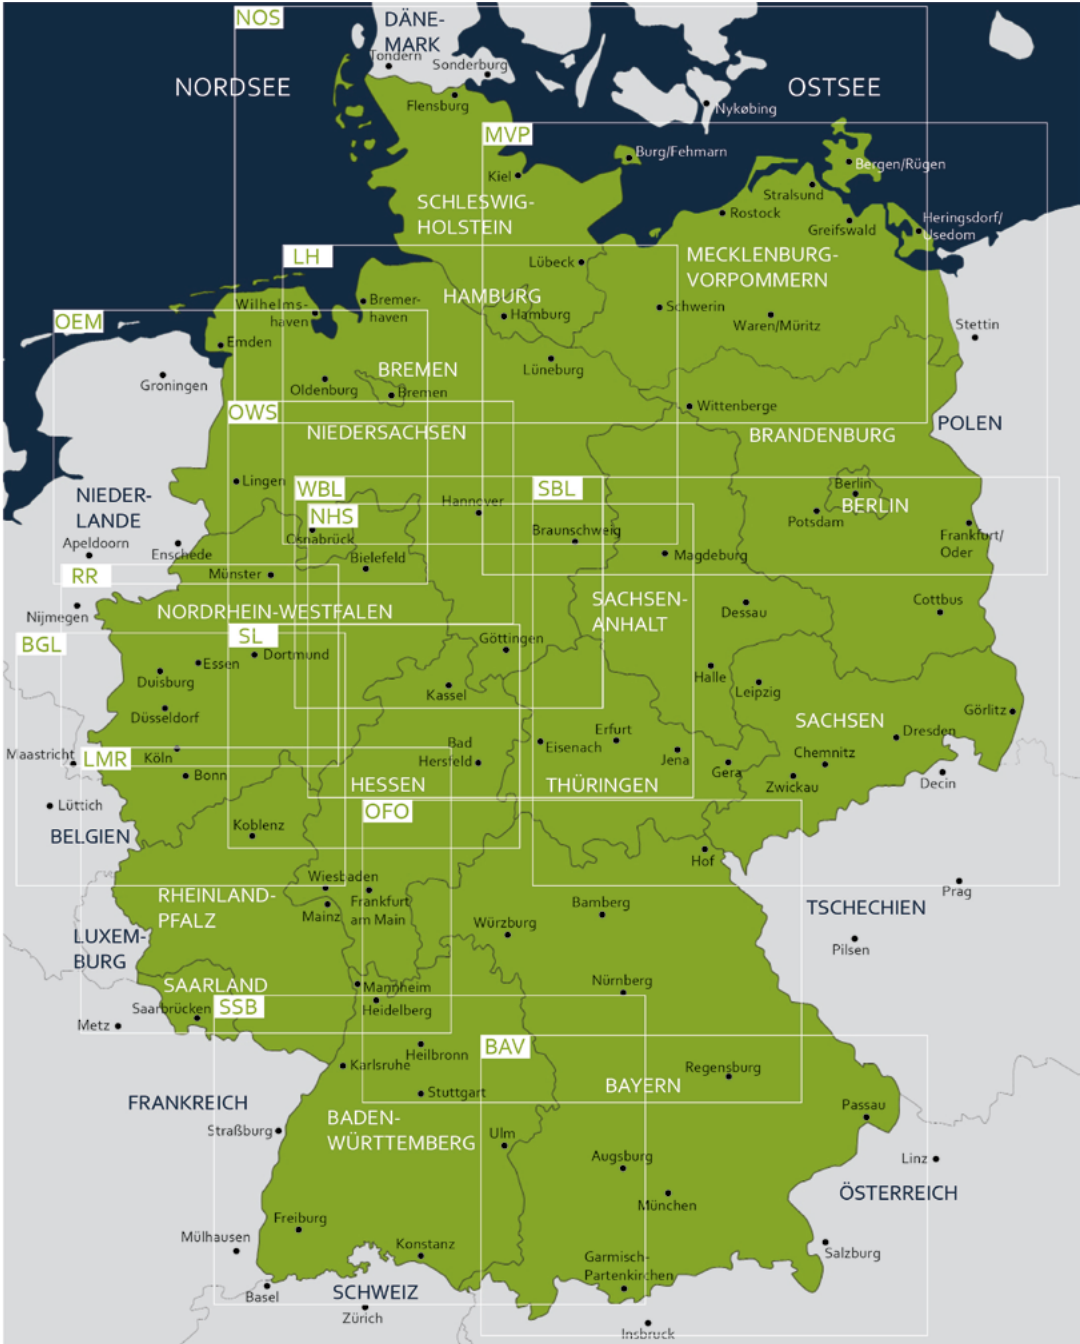 NOS
DÄNE-
MARK
Tondern
Sonderburg
NORDSEE
OSTSEE
Flensburg
Nykøbing
MVP
Burg/Fehmarn
Kiel
Bergen/Rügen
Stralsund
SCHLESWIG-
HOLSTEIN
Rostock
Greifswald
Heringsdorf/
Usedom
LH
Lübeck
MECKLENBURG-
VORPOMMERN
HAMBURG
Hamburg
Wilhelms-
haven
Bremer-
haven
Schwerin
Waren/Müritz
OEM
Emden
Stettin
Lüneburg
Groningen
BREMEN
Oldenburg
Bremen
OWS
Wittenberge
NIEDERSACHSEN
BRANDENBURG
POLEN
Lingen
WBL
SBL
Berlin
NIEDER-
LANDE
Hannover
NHS
BERLIN
Potsdam
Apeldoorn
Enschede
Osnabrück
Braunschweig
Frankfurt/
Oder
Bielefeld
Magdeburg
RR
Münster
Nijmegen
NORDRHEIN-WESTFALEN
SACHSEN-
ANHALT
Dessau
Cottbus
BGL
SL
Göttingen
Dortmund
Essen
Duisburg
Halle
Leipzig
Kassel
Düsseldorf
Görlitz
SACHSEN
Erfurt
Dresden
Maastricht
LMR
Köln
Bad
Hersfeld
Eisenach
Jena
Chemnitz
Gera
Bonn
HESSEN
THÜRINGEN
Zwickau
Decin
Lüttich
OFO
BELGIEN
Koblenz
Hof
Wiesbaden
Prag
RHEINLAND-
PFALZ
Mainz
Frankfurt
am Main
Bamberg
TSCHECHIEN
Würzburg
LUXEM-
BURG
Pilsen
SAARLAND
Mannheim
Nürnberg
Saarbrücken
SSB
Heidelberg
Metz
Heilbronn
BAV
Karlsruhe
Regensburg
BAYERN
Stuttgart
FRANKREICH
Passau
BADEN-
WÜRTTEMBERG
Straßburg
Ulm
Augsburg
Linz
München
ÖSTERREICH
Freiburg
Mülhausen
Konstanz
Salzburg
Garmisch-
Partenkirchen
Basel
SCHWEIZ
Zürich
Innsbruck